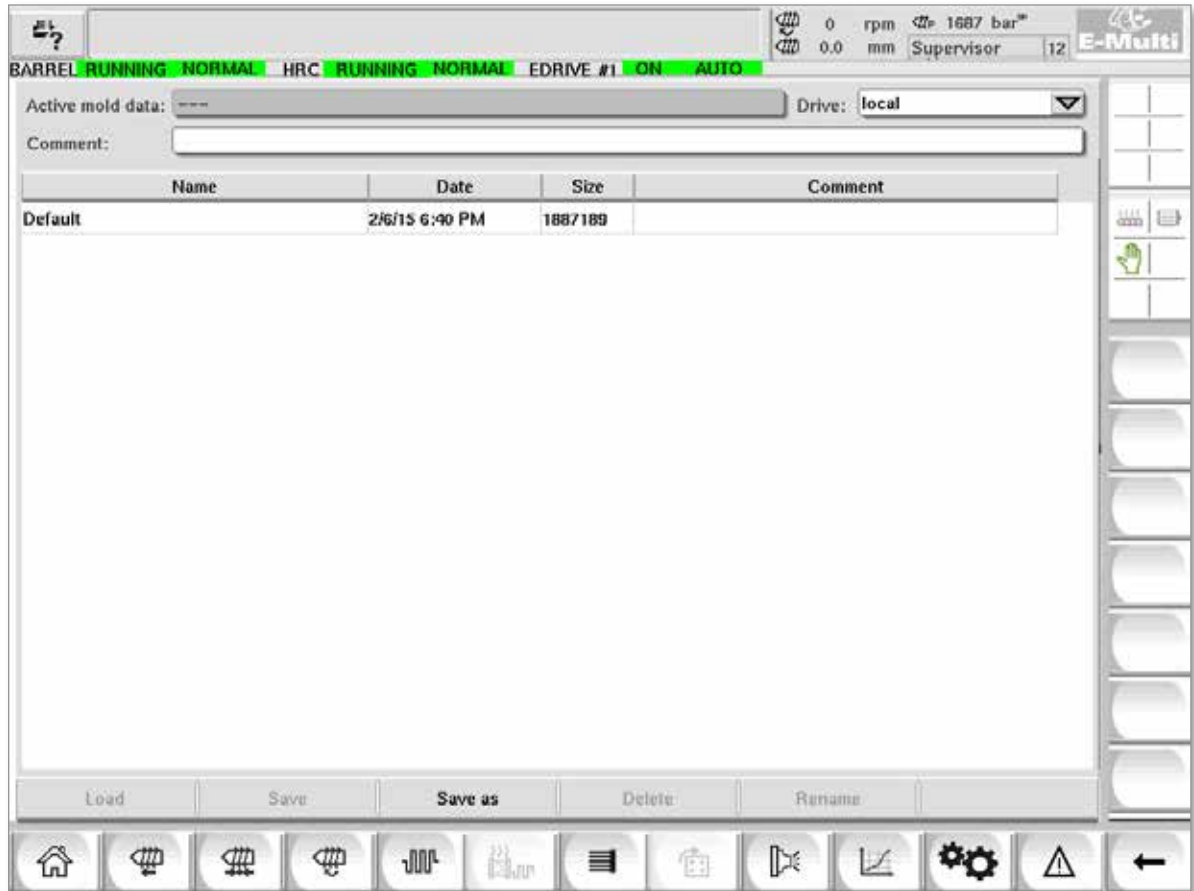 0 rpm 1687 bar
0.0 mm Supervisor 12 E-Multi
BARREL RUNNING NORMAL HRC RUNNING NORMAL EDRIVE #1 ON AUTO
Active mold data: --- Drive: local
Comment:
Name Date Size Comment
Default 2/6/15 6:40 PM 1887189
Load Save Save as Delete Rename